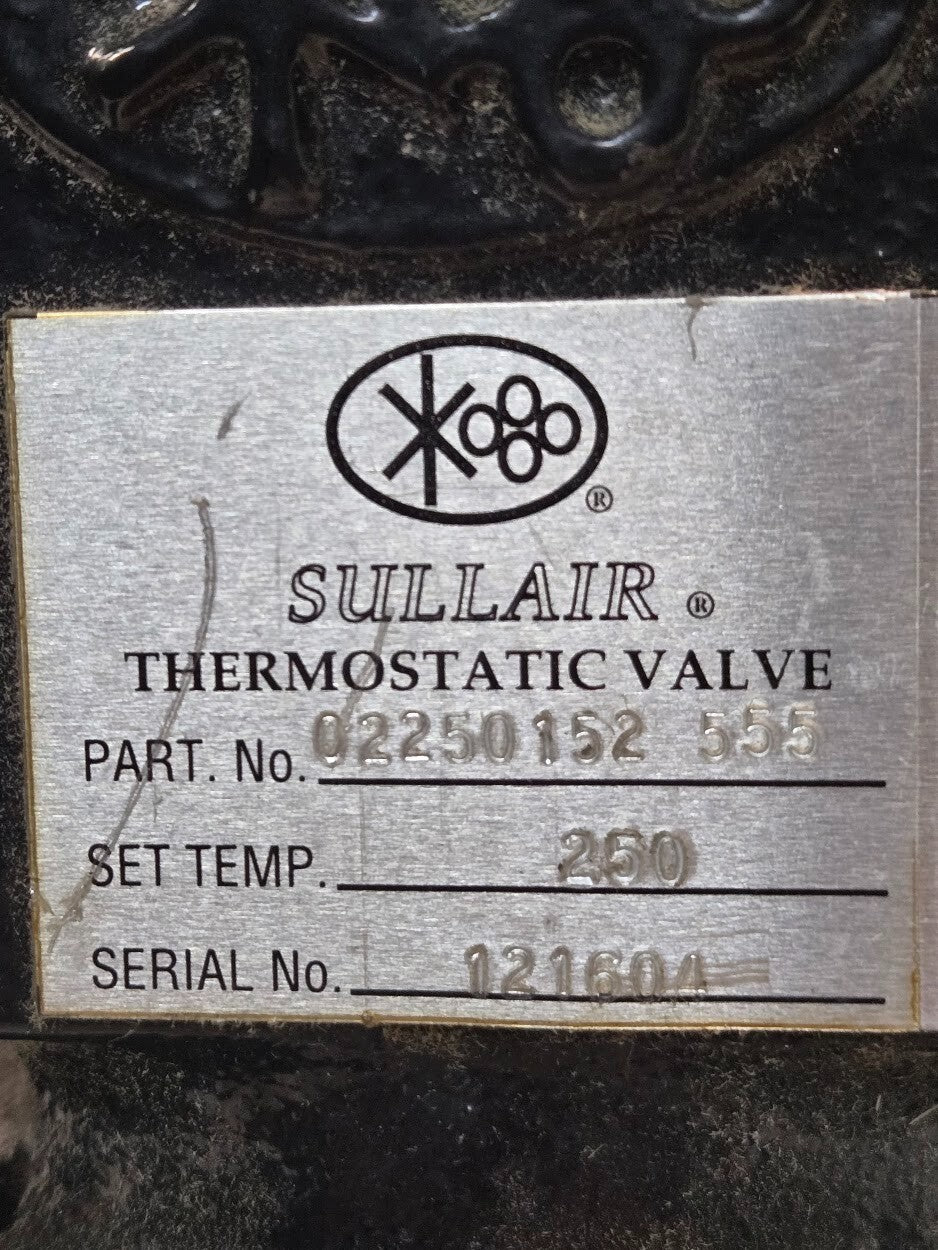 ®
SULLAIR ®
THERMOSTATIC VALVE
PART. No. 02250152 555
SET TEMP. 250
SERIAL No. 121604